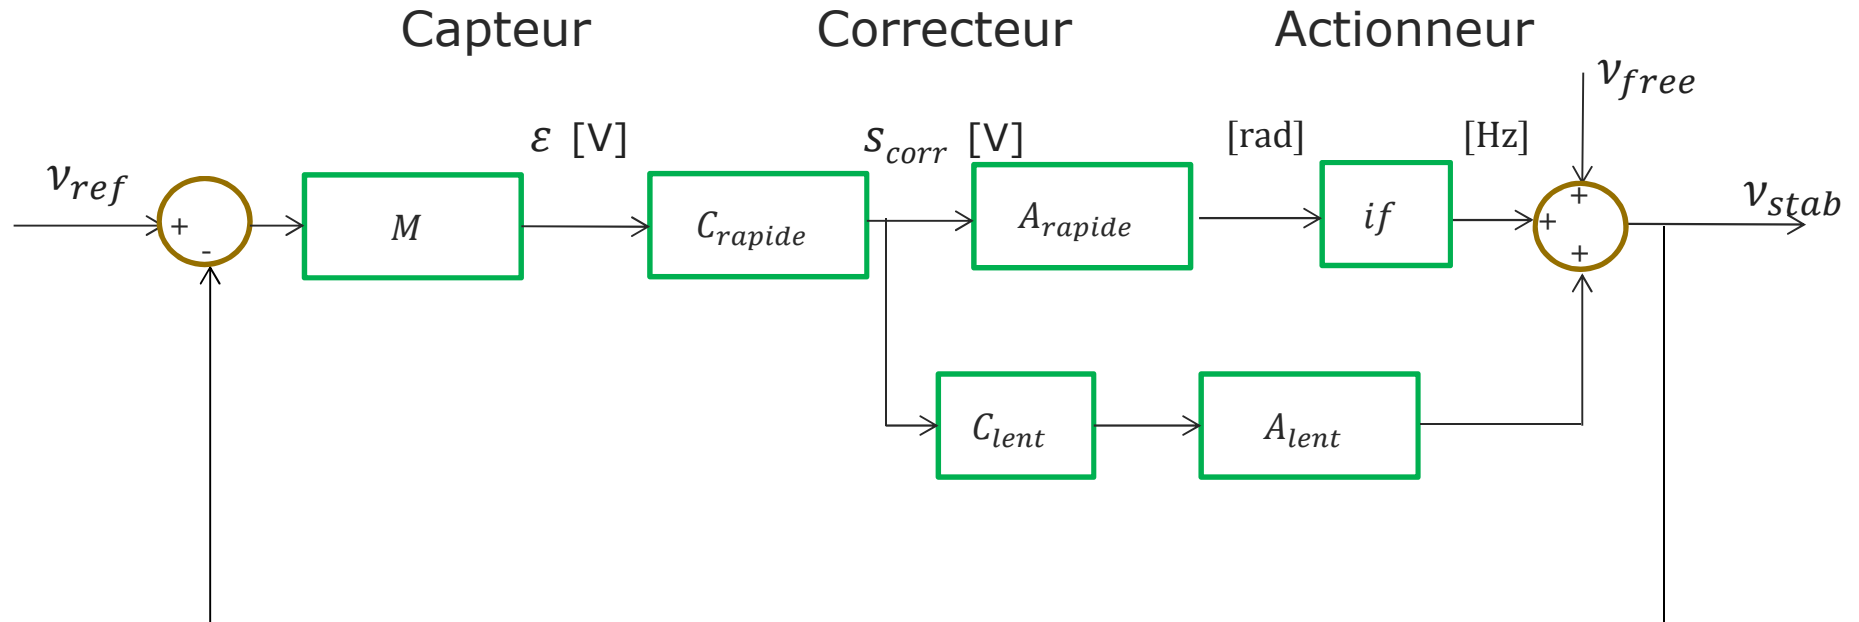 Capteur Correcteur Actionneur
ν_free
ε [V] s_corr [V] [rad] [Hz]
ν_ref ν_stab
+ - M C_rapide A_rapide if + + +
C_lent A_lent